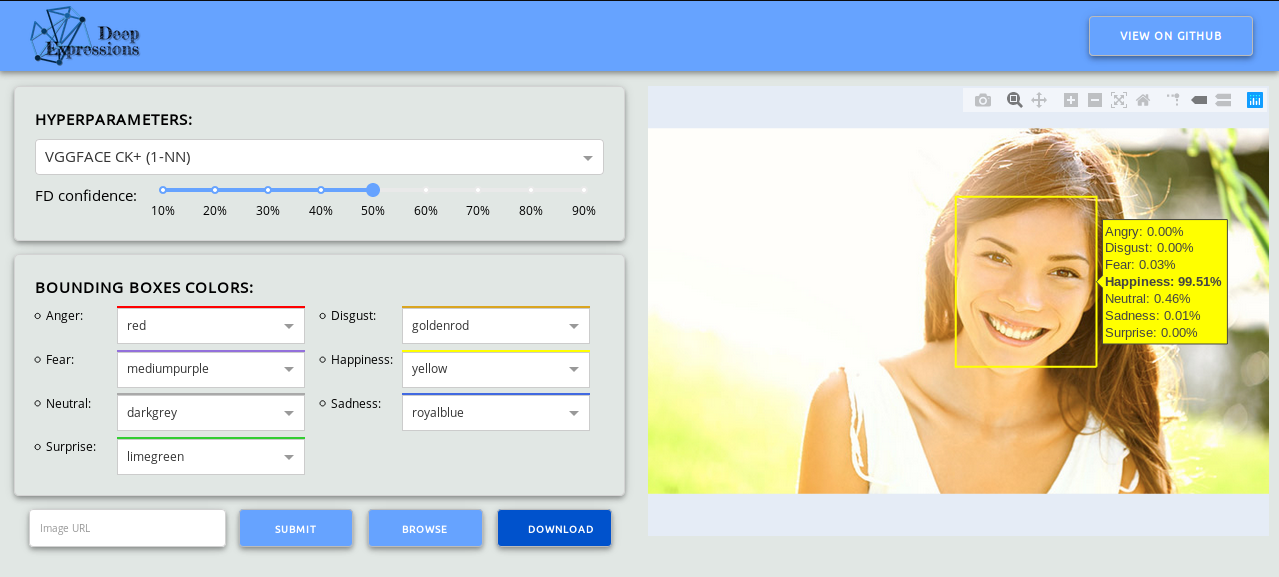 Deep
Expressions
VIEW ON GITHUB
HYPERPARAMETERS:
VGGFACE CK+ (1-NN)
FD confidence:
10% 20% 30% 40% 50% 60% 70% 80% 90%
BOUNDING BOXES COLORS:
Anger: red Disgust: goldenrod
Fear: mediumpurple Happiness: yellow
Neutral: darkgrey Sadness: royalblue
Surprise: limegreen
Image URL SUBMIT BROWSE DOWNLOAD
Angry: 0.00%
Disgust: 0.00%
Fear: 0.03%
Happiness: 99.51%
Neutral: 0.46%
Sadness: 0.01%
Surprise: 0.00%